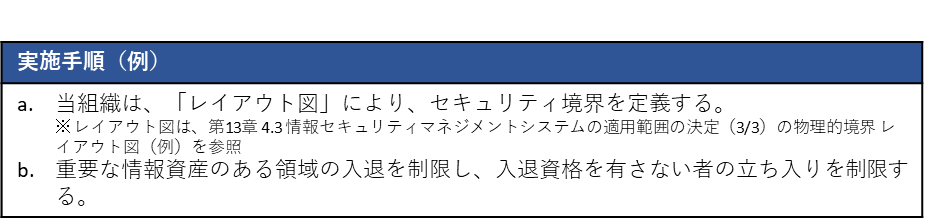 実施手順（例）
a. 当組織は、「レイアウト図」により、セキュリティ境界を定義する。
※レイアウト図は、第13章 4.3 情報セキュリティマネジメントシステムの適用範囲の決定（3/3）の物理的境界 レ
イアウト図（例）を参照
b. 重要な情報資産のある領域の入退を制限し、入退資格を有さない者の立ち入りを制限す
る。